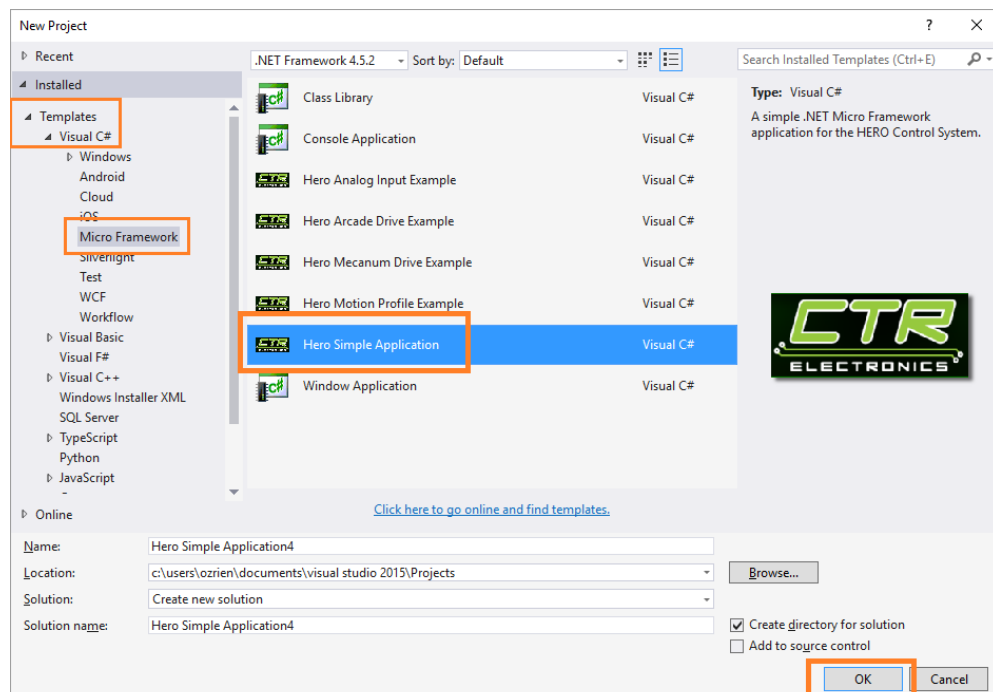 New Project
? X
Recent
.NET Framework 4.5.2 Sort by: Default
Search Installed Templates (Ctrl+E)
Installed
Templates
Visual C#
Windows
Android
Cloud
iOS
Micro Framework
Silverlight
Test
WCF
Workflow
Visual Basic
Visual F#
Visual C++
Windows Installer XML
SQL Server
TypeScript
Python
JavaScript
Online
C# Class Library Visual C#
C# Console Application Visual C#
CTR Hero Analog Input Example Visual C#
CTR Hero Arcade Drive Example Visual C#
CTR Hero Mecanum Drive Example Visual C#
CTR Hero Motion Profile Example Visual C#
CTR Hero Simple Application Visual C#
C# Window Application Visual C#
Click here to go online and find templates.
Type: Visual C#
A simple .NET Micro Framework
application for the HERO Control System.
CTR
ELECTRONICS
Name: Hero Simple Application4
Location: c:\users\ozrien\documents\visual studio 2015\Projects Browse...
Solution: Create new solution
Solution name: Hero Simple Application4
Create directory for solution
Add to source control
OK Cancel